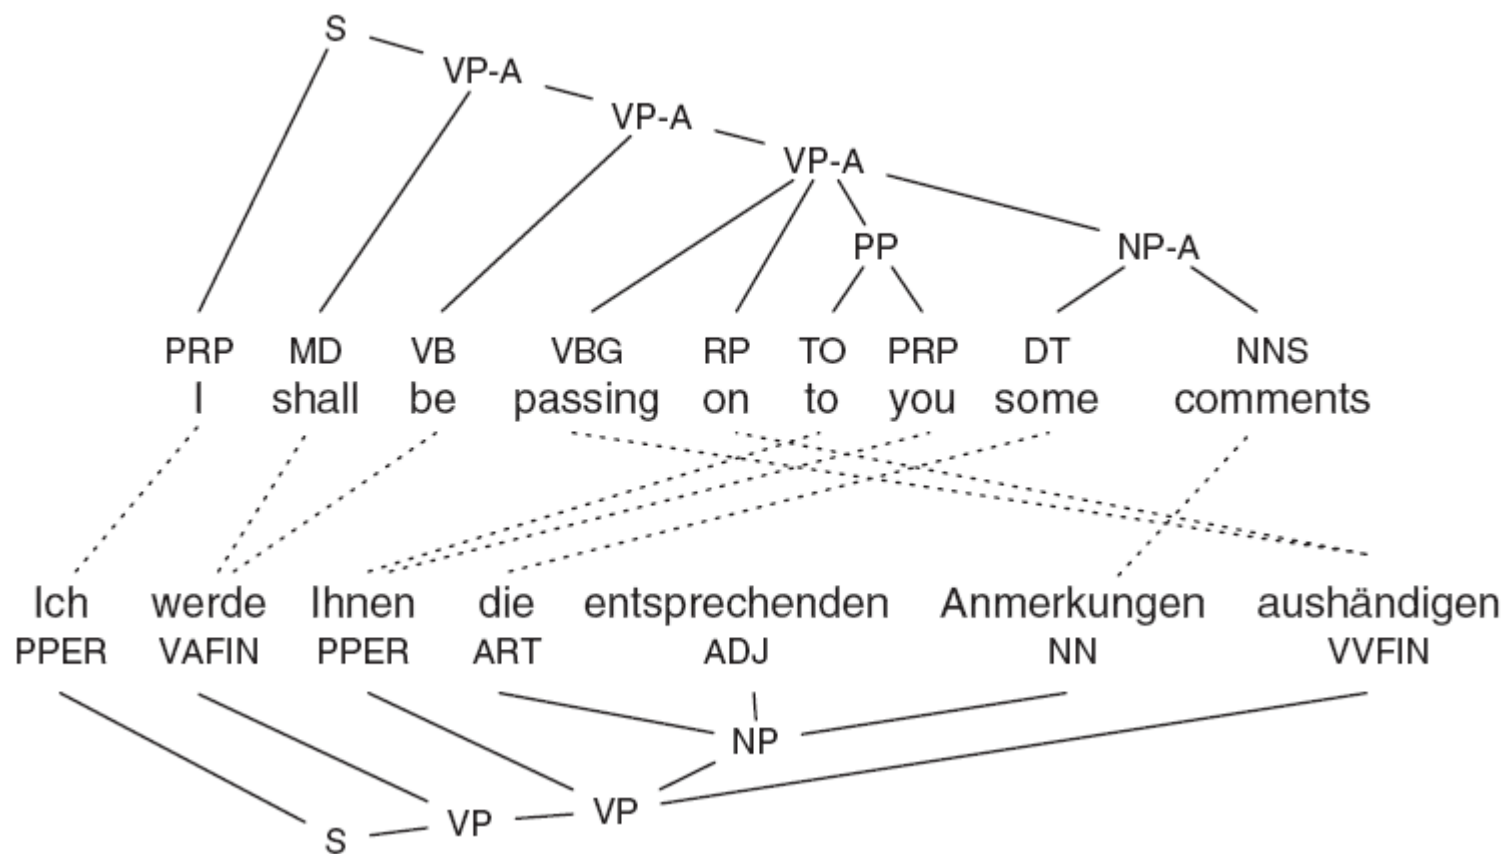 S
VP-A
VP-A
VP-A
PP NP-A
PRP MD VB VBG RP TO PRP DT NNS
I shall be passing on to you some comments
Ich werde Ihnen die entsprechenden Anmerkungen aushändigen
PPER VAFIN PPER ART ADJ NN VVFIN
NP
VP
VP
S